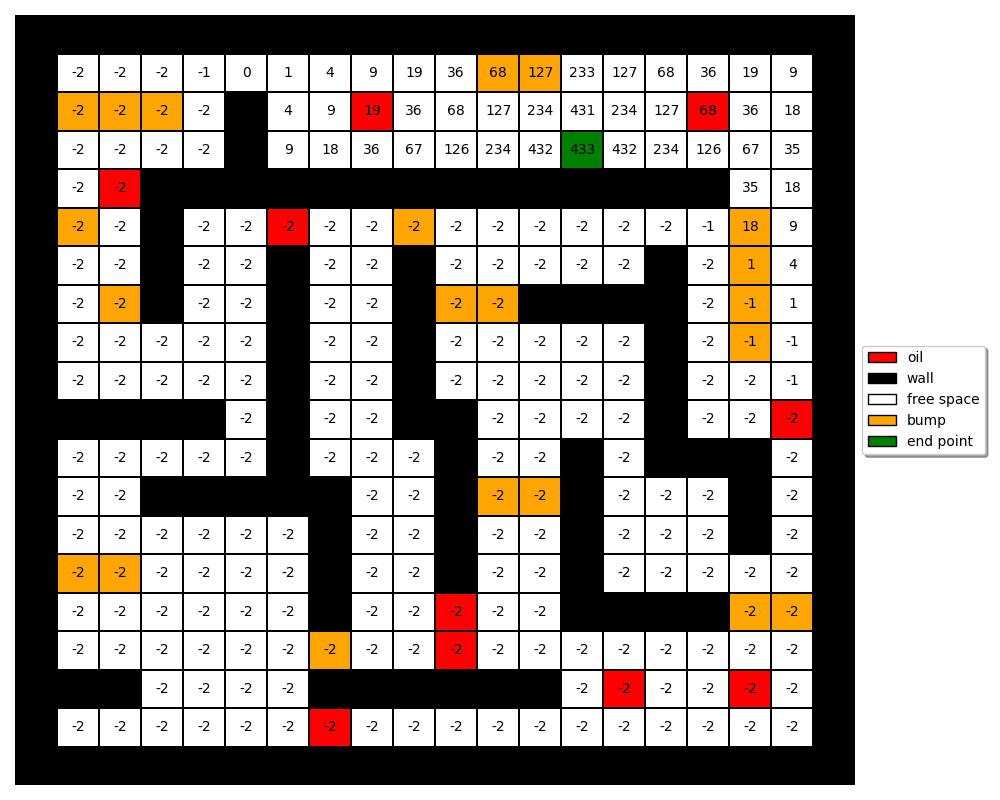 -2 -2 -2 -1 0 1 4 9 19 36 68 127 233 127 68 36 19 9
-2 -2 -2 -2 4 9 19 36 68 127 234 431 234 127 68 36 18
-2 -2 -2 -2 9 18 36 67 126 234 432 433 432 234 126 67 35
-2 -2 35 18
-2 -2 -2 -2 -2 -2 -2 -2 -2 -2 -2 -2 -2 -1 18 9
-2 -2 -2 -2 -2 -2 -2 -2 -2 -2 -2 -2 1 4
-2 -2 -2 -2 -2 -2 -2 -2 -2 -1 1
-2 -2 -2 -2 -2 -2 -2 -2 -2 -2 -2 -2 -2 -1 -1
-2 -2 -2 -2 -2 -2 -2 -2 -2 -2 -2 -2 -2 -2 -1
-2 -2 -2 -2 -2 -2 -2 -2 -2 -2
-2 -2 -2 -2 -2 -2 -2 -2 -2 -2 -2 -2
-2 -2 -2 -2 -2 -2 -2 -2 -2 -2
-2 -2 -2 -2 -2 -2 -2 -2 -2 -2 -2 -2 -2 -2
-2 -2 -2 -2 -2 -2 -2 -2 -2 -2 -2 -2 -2 -2 -2
-2 -2 -2 -2 -2 -2 -2 -2 -2 -2 -2 -2 -2
-2 -2 -2 -2 -2 -2 -2 -2 -2 -2 -2 -2 -2 -2 -2 -2 -2 -2
-2 -2 -2 -2 -2 -2 -2 -2 -2 -2
-2 -2 -2 -2 -2 -2 -2 -2 -2 -2 -2 -2 -2 -2 -2 -2 -2 -2
oil
wall
free space
bump
end point